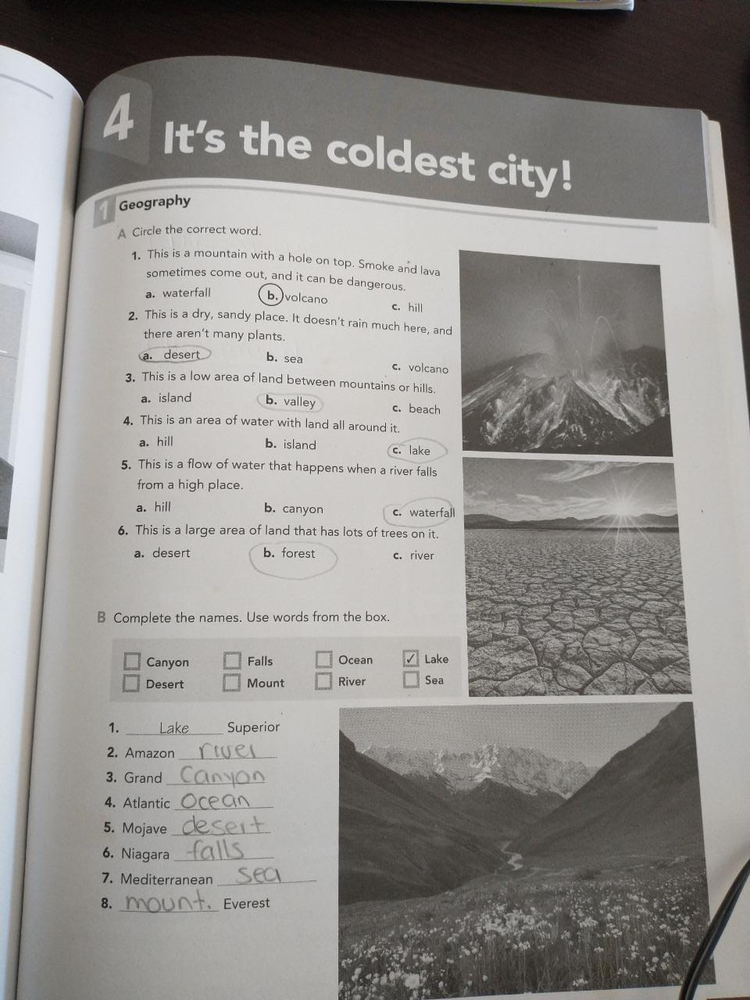 4 It's the coldest city!
1 Geography
A Circle the correct word.
1. This is a mountain with a hole on top. Smoke and lava
sometimes come out, and it can be dangerous.
a. waterfall b. volcano c. hill
2. This is a dry, sandy place. It doesn't rain much here, and
there aren't many plants.
a. desert b. sea c. volcano
3. This is a low area of land between mountains or hills.
a. island b. valley c. beach
4. This is an area of water with land all around it.
a. hill b. island c. lake
5. This is a flow of water that happens when a river falls
from a high place.
a. hill b. canyon c. waterfall
6. This is a large area of land that has lots of trees on it.
a. desert b. forest c. river
B Complete the names. Use words from the box.
Canyon Falls Ocean ✓ Lake
Desert Mount River Sea
1. Lake Superior
2. Amazon river
3. Grand Canyon
4. Atlantic Ocean
5. Mojave desert
6. Niagara falls
7. Mediterranean sea
8. mount. Everest